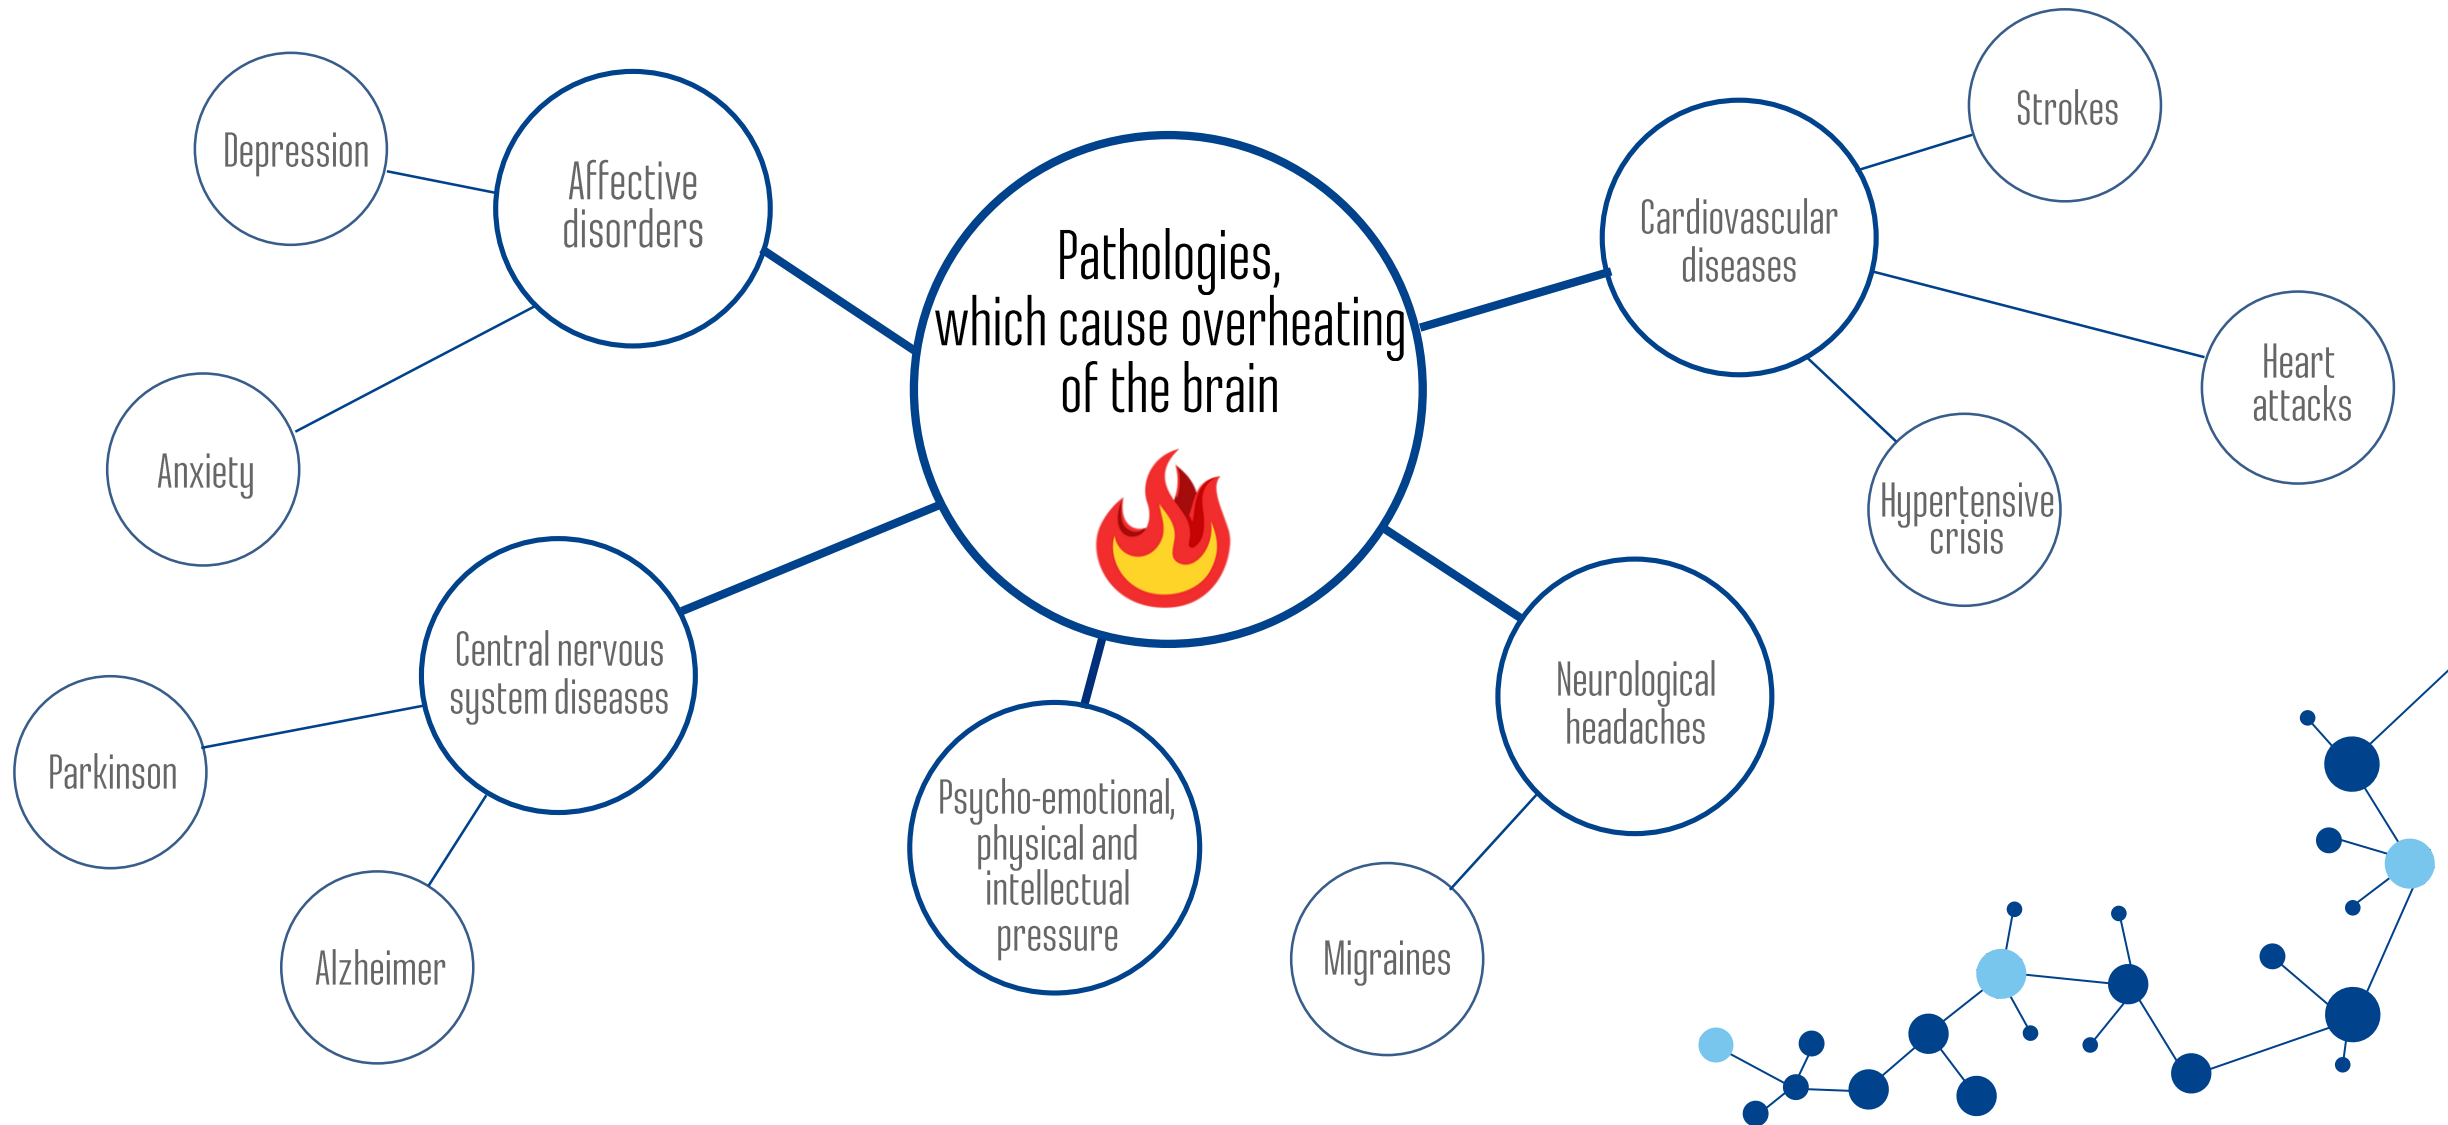 Pathologies,
which cause overheating
of the brain
Affective
disorders
Depression
Anxiety
Central nervous
system diseases
Parkinson
Alzheimer
Psycho-emotional,
physical and
intellectual
pressure
Neurological
headaches
Migraines
Cardiovascular
diseases
Strokes
Heart
attacks
Hypertensive
crisis